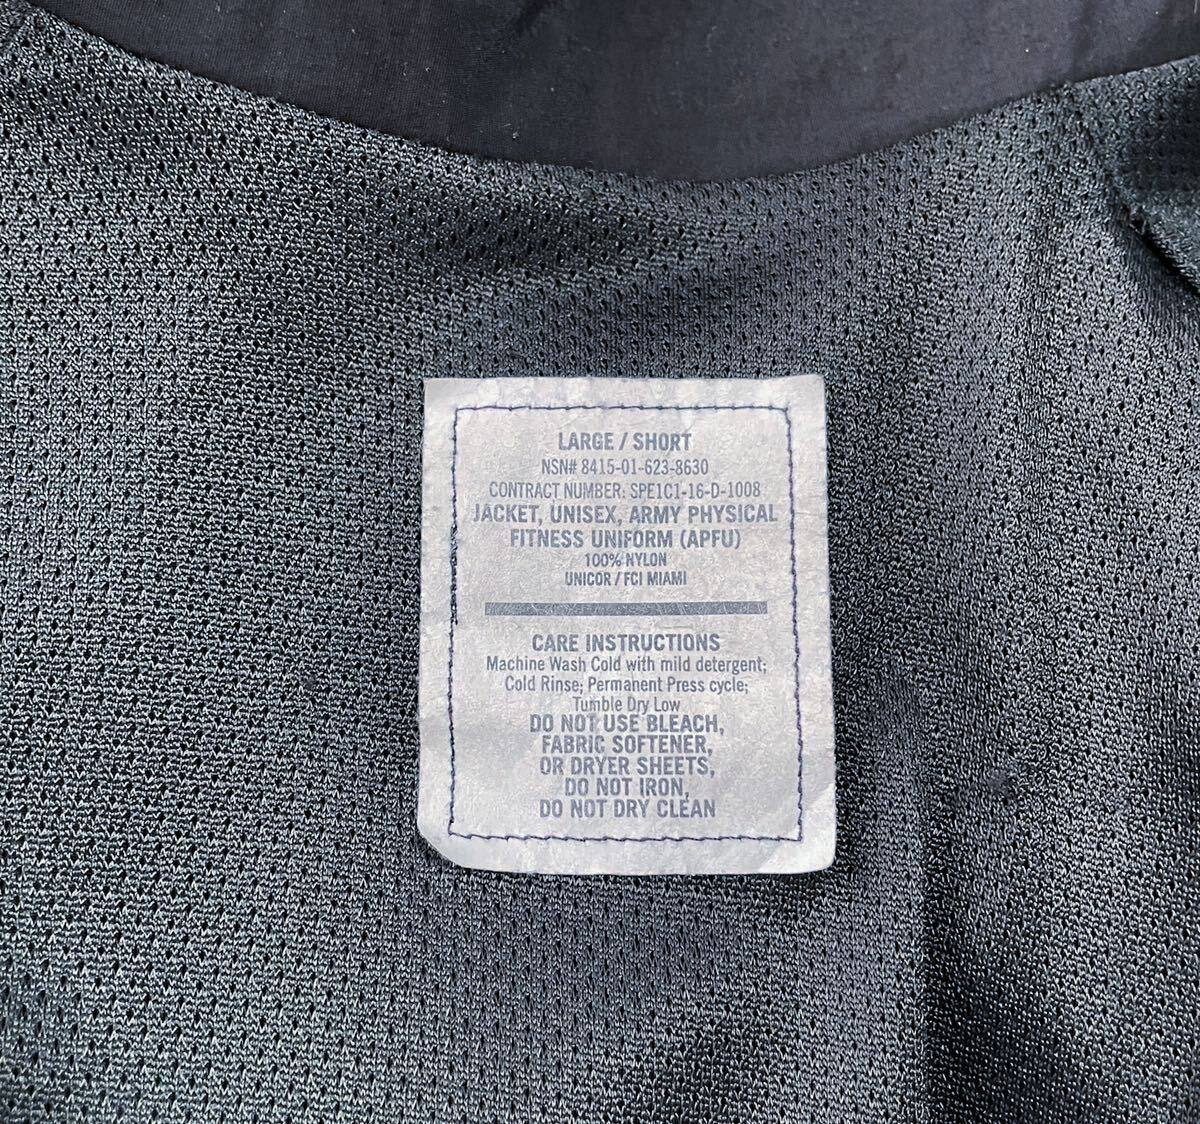 LARGE / SHORT
NSN# 8415-01-623-8630
CONTRACT NUMBER: SPE1C1-16-D-1008
JACKET, UNISEX, ARMY PHYSICAL
FITNESS UNIFORM (APFU)
100% NYLON
UNICOR / FCI MIAMI
CARE INSTRUCTIONS
Machine Wash Cold with mild detergent;
Cold Rinse; Permanent Press cycle;
Tumble Dry Low
DO NOT USE BLEACH,
FABRIC SOFTENER,
OR DRYER SHEETS,
DO NOT IRON,
DO NOT DRY CLEAN